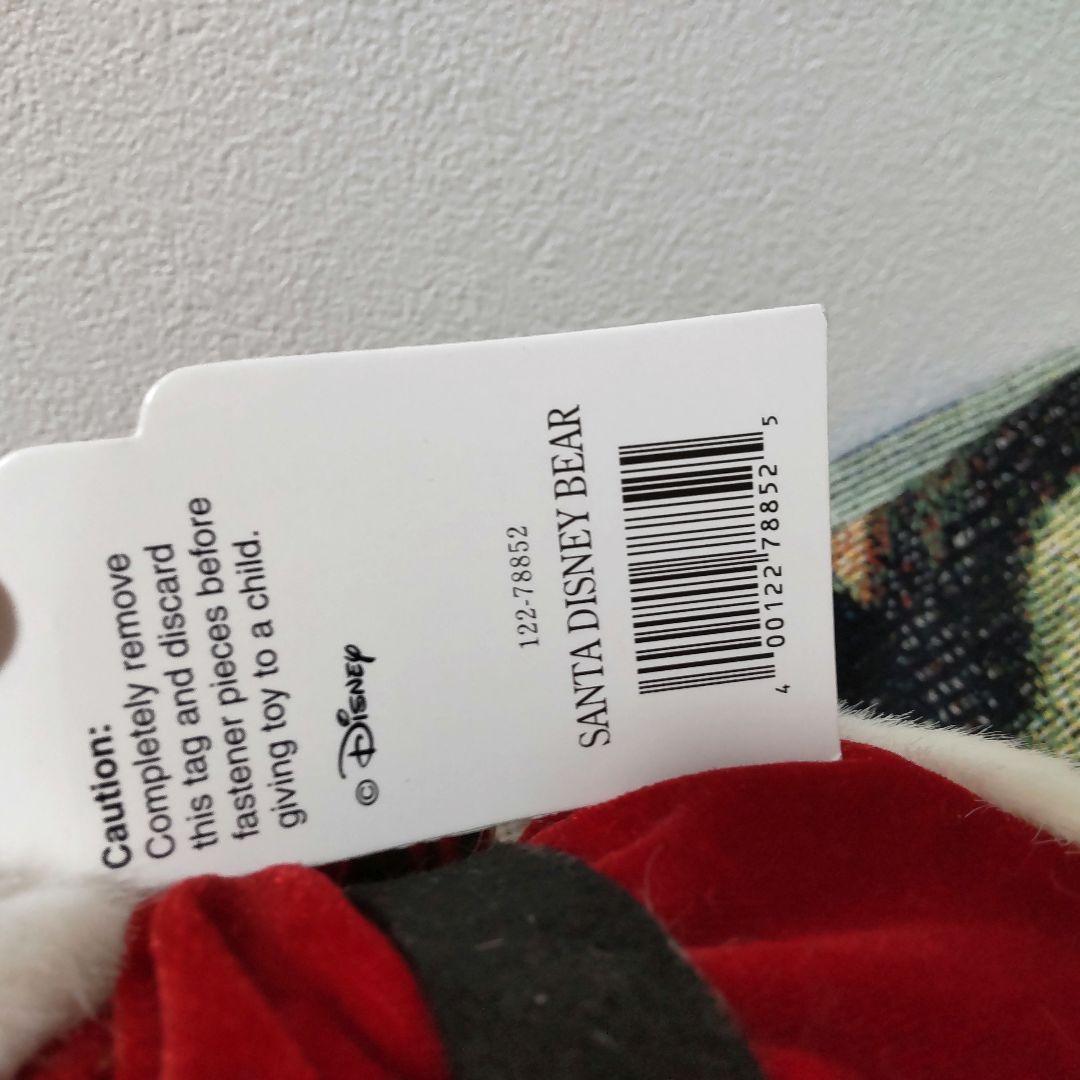 Caution:
Completely remove
this tag and discard
fastener pieces before
giving toy to a child.
© Disney
122-78852
SANTA DISNEY BEAR
4 00122 78852 5